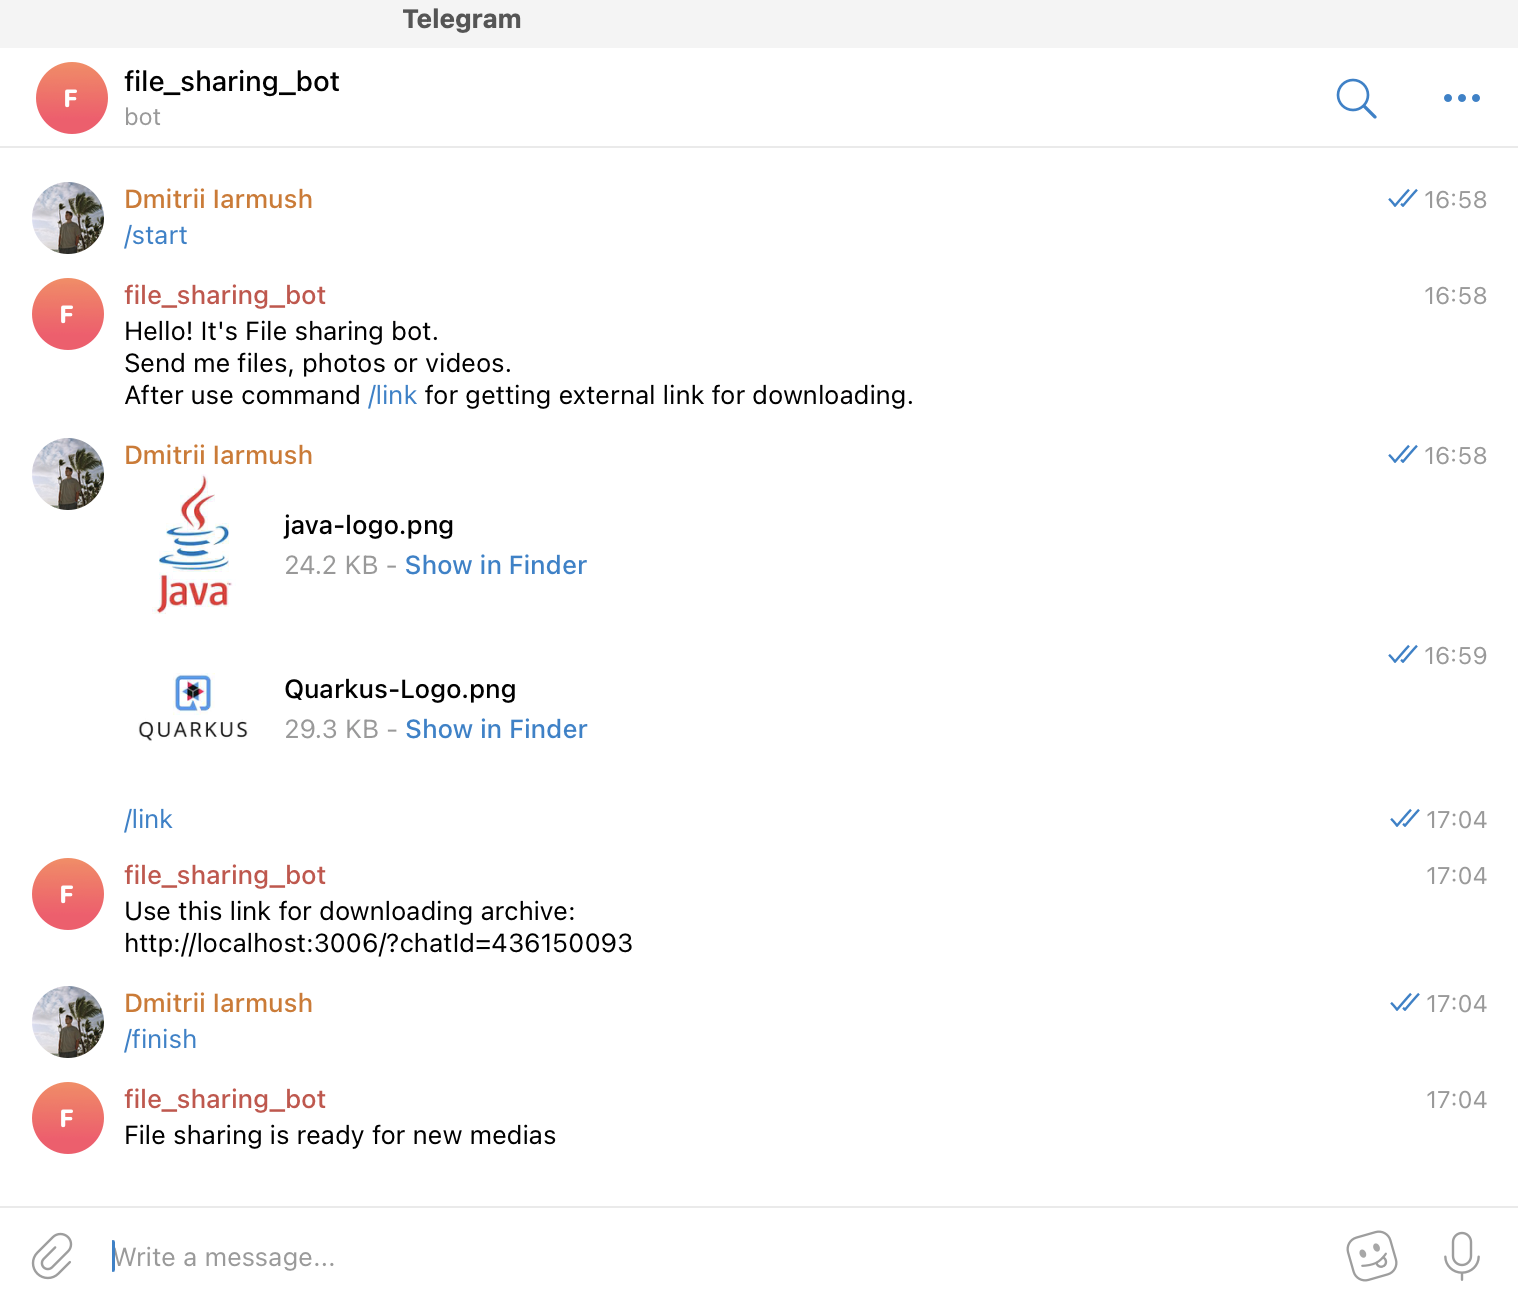 Telegram
F
file_sharing_bot
bot
Dmitrii Iarmush
16:58
/start
F
file_sharing_bot
16:58
Hello! It's File sharing bot.
Send me files, photos or videos.
After use command /link for getting external link for downloading.
Dmitrii Iarmush
16:58
Java
java-logo.png
24.2 KB - Show in Finder
16:59
QUARKUS
Quarkus-Logo.png
29.3 KB - Show in Finder
/link
17:04
F
file_sharing_bot
17:04
Use this link for downloading archive:
http://localhost:3006/?chatId=436150093
Dmitrii Iarmush
17:04
/finish
F
file_sharing_bot
17:04
File sharing is ready for new medias
Write a message...